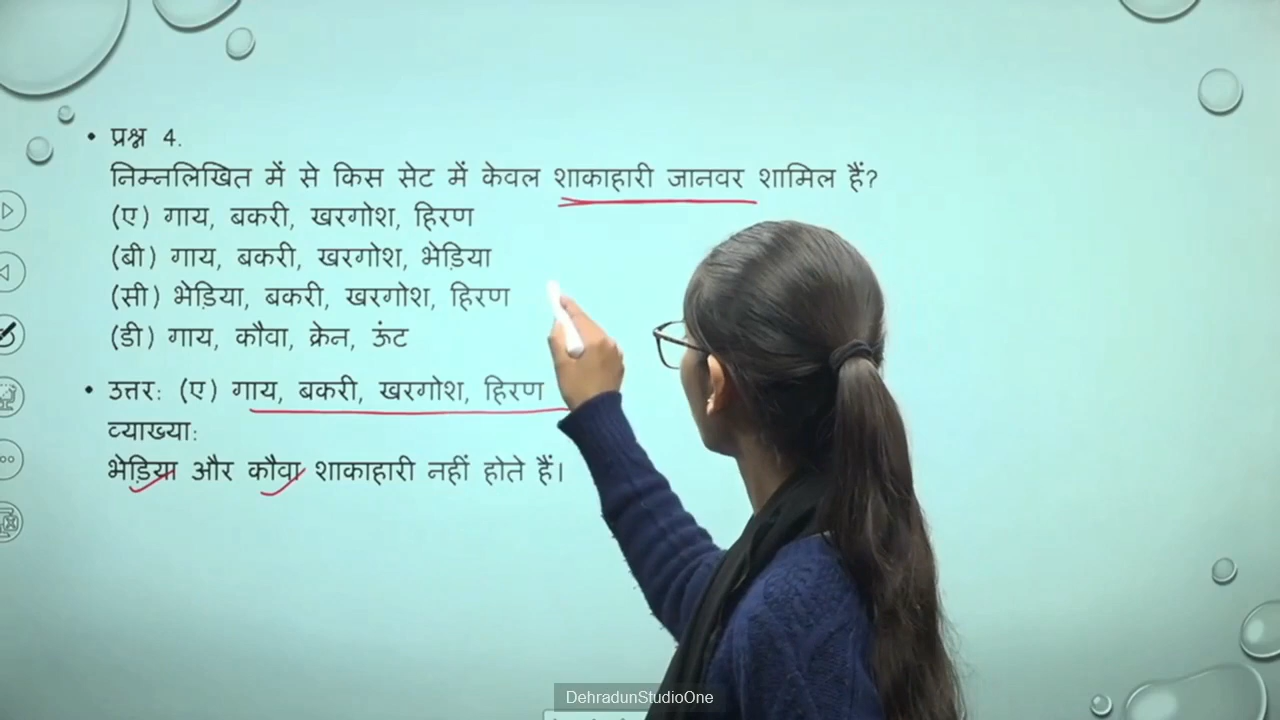 • प्रश्न 4.
निम्नलिखित में से किस सेट में केवल शाकाहारी जानवर शामिल हैं?
(ए) गाय, बकरी, खरगोश, हिरण
(बी) गाय, बकरी, खरगोश, भेड़िया
(सी) भेड़िया, बकरी, खरगोश, हिरण
(डी) गाय, कौवा, क्रेन, ऊंट
• उत्तर: (ए) गाय, बकरी, खरगोश, हिरण
व्याख्या:
भेड़िया और कौवा शाकाहारी नहीं होते हैं।
DehradunStudioOne